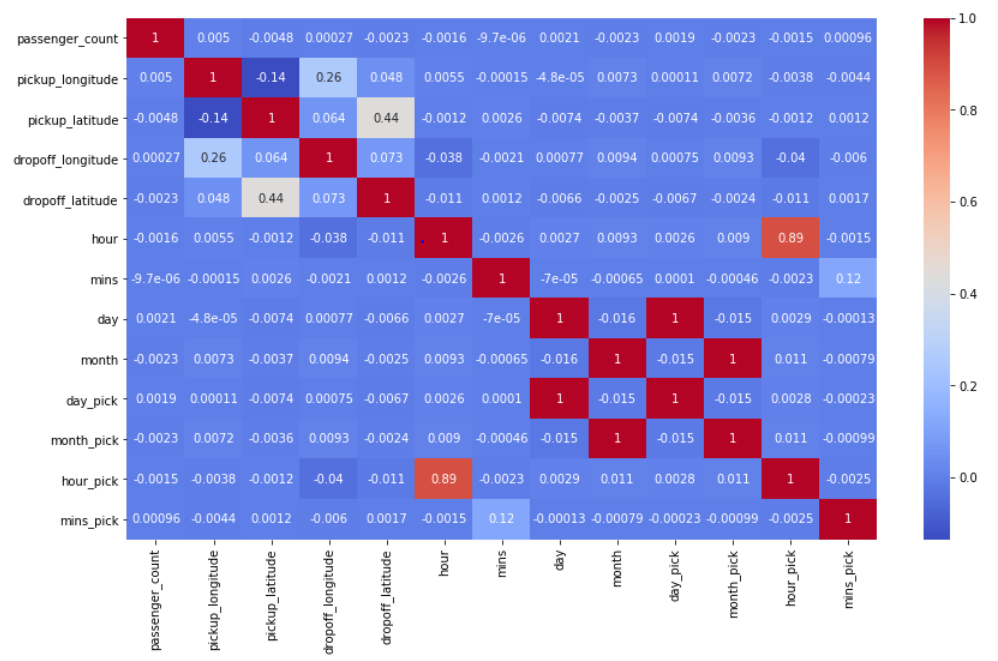 passenger_count 1 0.005 -0.0048 0.00027 -0.0023 -0.0016 -9.7e-06 0.0021 -0.0023 0.0019 -0.0023 -0.0015 0.00096
pickup_longitude 0.005 1 -0.14 0.26 0.048 0.0055 -0.00015 -4.8e-05 0.0073 0.00011 0.0072 -0.0038 -0.0044
pickup_latitude -0.0048 -0.14 1 0.064 0.44 -0.0012 0.0026 -0.0074 -0.0037 -0.0074 -0.0036 -0.0012 0.0012
dropoff_longitude 0.00027 0.26 0.064 1 0.073 -0.038 -0.0021 0.00077 0.0094 0.00075 0.0093 -0.04 -0.006
dropoff_latitude -0.0023 0.048 0.44 0.073 1 -0.011 0.0012 -0.0066 -0.0025 -0.0067 -0.0024 -0.011 0.0017
hour -0.0016 0.0055 -0.0012 -0.038 -0.011 1 -0.0026 0.0027 0.0093 0.0026 0.009 0.89 -0.0015
mins -9.7e-06 -0.00015 0.0026 -0.0021 0.0012 -0.0026 1 -7e-05 -0.00065 0.0001 -0.00046 -0.0023 0.12
day 0.0021 -4.8e-05 -0.0074 0.00077 -0.0066 0.0027 -7e-05 1 -0.016 1 -0.015 0.0029 -0.00013
month -0.0023 0.0073 -0.0037 0.0094 -0.0025 0.0093 -0.00065 -0.016 1 -0.015 1 0.011 -0.00079
day_pick 0.0019 0.00011 -0.0074 0.00075 -0.0067 0.0026 0.0001 1 -0.015 1 -0.015 0.0028 -0.00023
month_pick -0.0023 0.0072 -0.0036 0.0093 -0.0024 0.009 -0.00046 -0.015 1 -0.015 1 0.011 -0.00099
hour_pick -0.0015 -0.0038 -0.0012 -0.04 -0.011 0.89 -0.0023 0.0029 0.011 0.0028 0.011 1 -0.0025
mins_pick 0.00096 -0.0044 0.0012 -0.006 0.0017 -0.0015 0.12 -0.00013 -0.00079 -0.00023 -0.00099 -0.0025 1
passenger_count
pickup_longitude
pickup_latitude
dropoff_longitude
dropoff_latitude
hour
mins
day
month
day_pick
month_pick
hour_pick
mins_pick
1.0
0.8
0.6
0.4
0.2
0.0